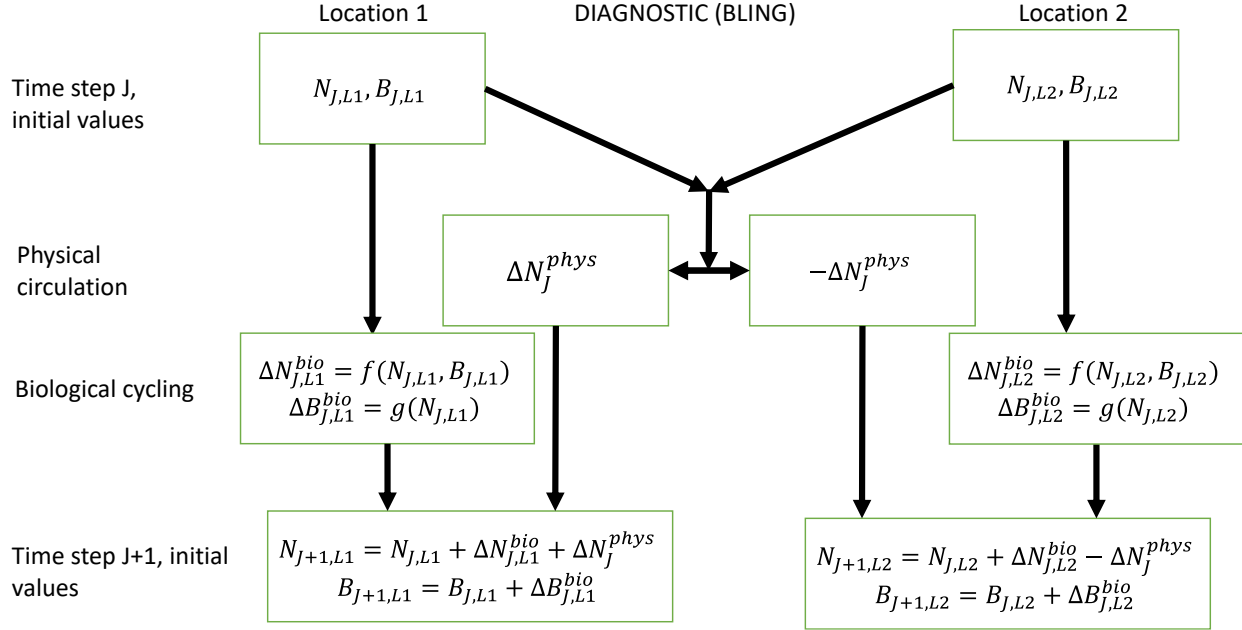 Location 1
DIAGNOSTIC (BLING)
Location 2
Time step J,
initial values
N_{J,L1}, B_{J,L1}
N_{J,L2}, B_{J,L2}
Physical
circulation
ΔN_J^{phys}
−ΔN_J^{phys}
Biological cycling
ΔN_{J,L1}^{bio} = f(N_{J,L1}, B_{J,L1})
ΔB_{J,L1}^{bio} = g(N_{J,L1})
ΔN_{J,L2}^{bio} = f(N_{J,L2}, B_{J,L2})
ΔB_{J,L2}^{bio} = g(N_{J,L2})
Time step J+1, initial
values
N_{J+1,L1} = N_{J,L1} + ΔN_{J,L1}^{bio} + ΔN_J^{phys}
B_{J+1,L1} = B_{J,L1} + ΔB_{J,L1}^{bio}
N_{J+1,L2} = N_{J,L2} + ΔN_{J,L2}^{bio} − ΔN_J^{phys}
B_{J+1,L2} = B_{J,L2} + ΔB_{J,L2}^{bio}